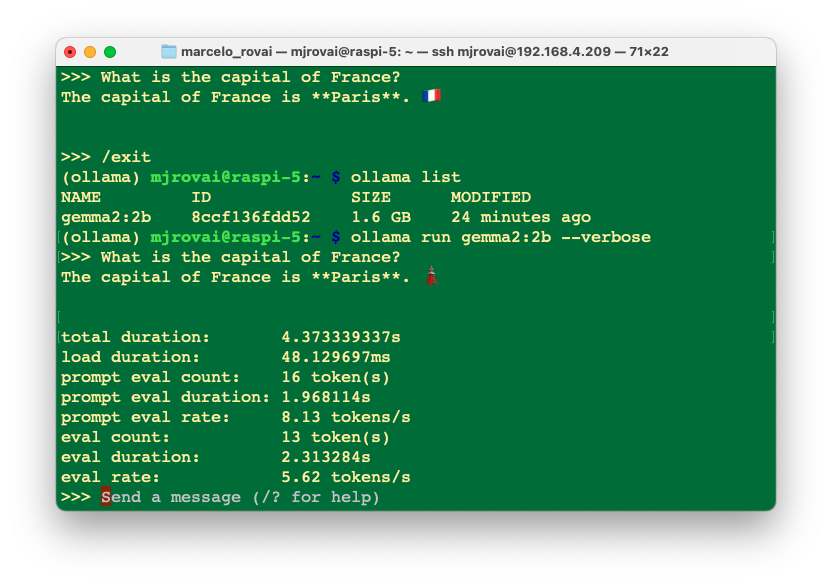 marcelo_rovai — mjrovai@raspi-5: ~ — ssh mjrovai@192.168.4.209 — 71×22
>>> What is the capital of France?
The capital of France is **Paris**. 🇫🇷
>>> /exit
(ollama) mjrovai@raspi-5:~ $ ollama list
NAME ID SIZE MODIFIED
gemma2:2b 8ccf136fdd52 1.6 GB 24 minutes ago
[(ollama) mjrovai@raspi-5:~ $ ollama run gemma2:2b --verbose ]
[>>> What is the capital of France? ]
The capital of France is **Paris**. 🗼
[ ]
[total duration: 4.373339337s ]
load duration: 48.129697ms
prompt eval count: 16 token(s)
prompt eval duration: 1.968114s
prompt eval rate: 8.13 tokens/s
eval count: 13 token(s)
eval duration: 2.313284s
eval rate: 5.62 tokens/s
>>> Send a message (/? for help)